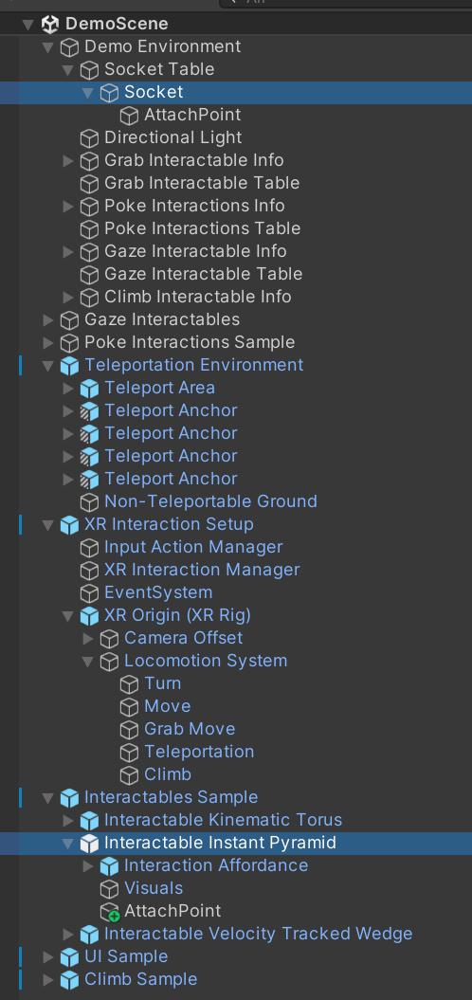 DemoScene
Demo Environment
Socket Table
Socket
AttachPoint
Directional Light
Grab Interactable Info
Grab Interactable Table
Poke Interactions Info
Poke Interactions Table
Gaze Interactable Info
Gaze Interactable Table
Climb Interactable Info
Gaze Interactables
Poke Interactions Sample
Teleportation Environment
Teleport Area
Teleport Anchor
Teleport Anchor
Teleport Anchor
Teleport Anchor
Non-Teleportable Ground
XR Interaction Setup
Input Action Manager
XR Interaction Manager
EventSystem
XR Origin (XR Rig)
Camera Offset
Locomotion System
Turn
Move
Grab Move
Teleportation
Climb
Interactables Sample
Interactable Kinematic Torus
Interactable Instant Pyramid
Interaction Affordance
Visuals
AttachPoint
Interactable Velocity Tracked Wedge
UI Sample
Climb Sample